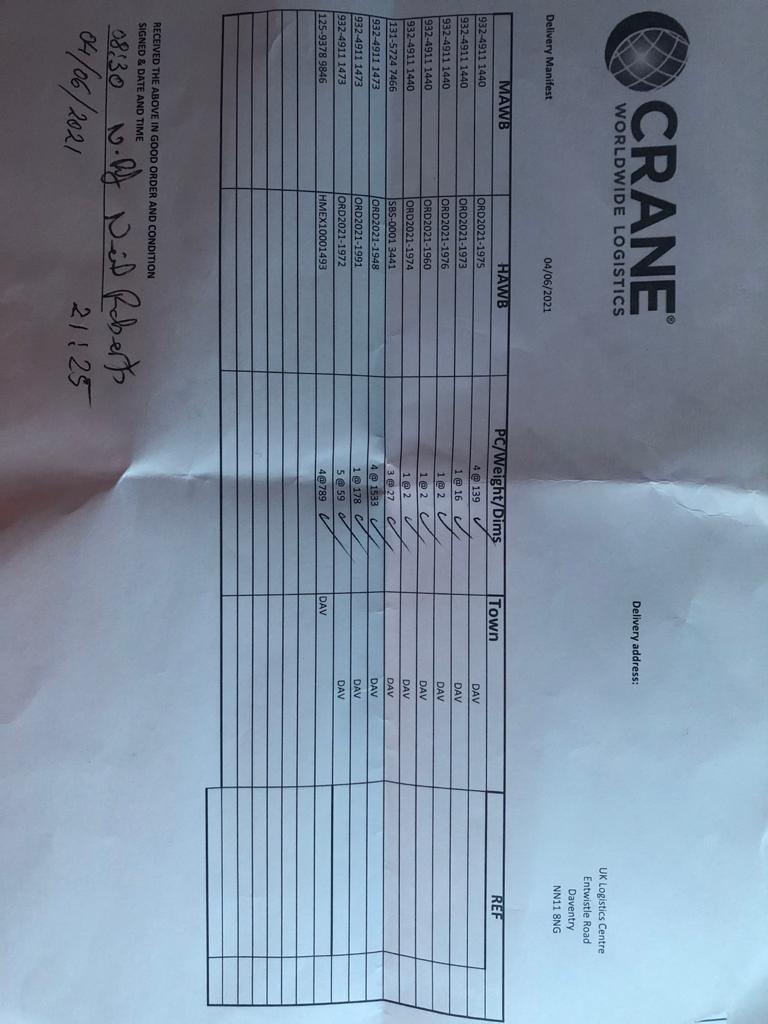 CRANE®
WORLDWIDE LOGISTICS
Delivery address:
UK Logistics Centre
Entwistle Road
Daventry
NN11 8NG
Delivery Manifest 04/06/2021
MAWB HAWB PC/Weight/Dims Town REF
932-4911 1440 ORD2021-1975 4 @ 139 DAV
932-4911 1440 ORD2021-1973 1 @ 16 DAV
932-4911 1440 ORD2021-1976 1 @ 2 DAV
932-4911 1440 ORD2021-1960 1 @ 2 DAV
932-4911 1440 ORD2021-1974 1 @ 2 DAV
131-5724 7466 SBS-0001 3441 3 @ 27 DAV
932-4911 1473 ORD2021-1948 4 @ 1533 DAV
932-4911 1473 ORD2021-1991 1 @ 178 DAV
932-4911 1473 ORD2021-1972 5 @ 59 DAV
125-9378 9846 HMEX10001493 4@789 DAV
RECEIVED THE ABOVE IN GOOD ORDER AND CONDITION
SIGNED & DATE AND TIME
08:30 Neil Roberts 21:25
04/06/2021